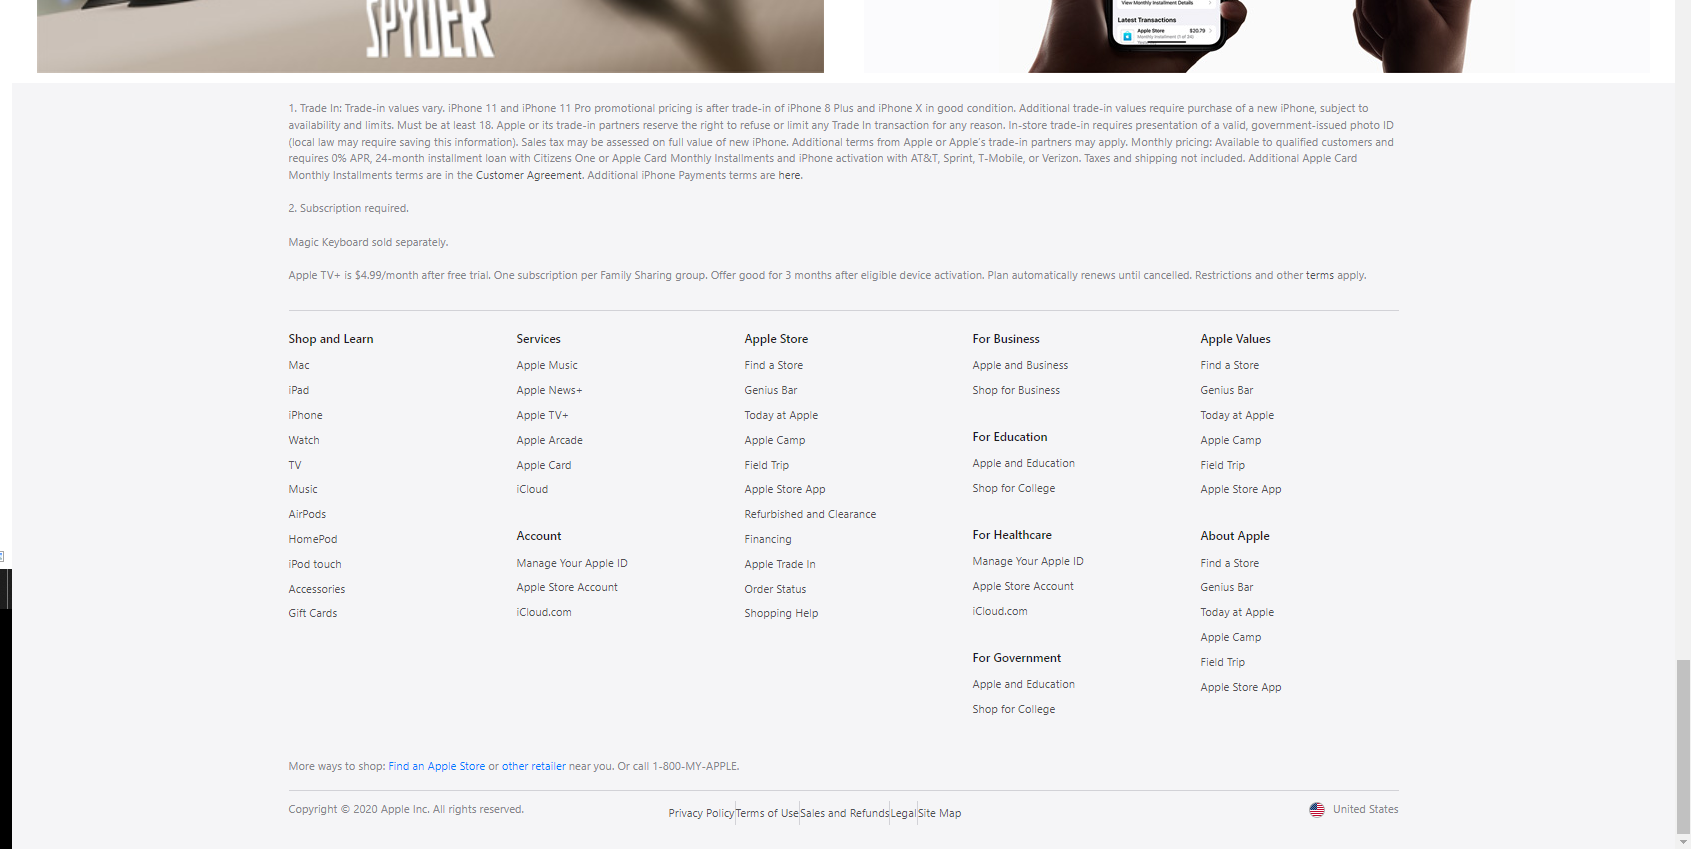 SPYDER
View Monthly Installment Details
Latest Transactions
Apple Store
$20.79
Monthly Installment (1 of 24)
1. Trade In: Trade-in values vary. iPhone 11 and iPhone 11 Pro promotional pricing is after trade-in of iPhone 8 Plus and iPhone X in good condition. Additional trade-in values require purchase of a new iPhone, subject to
availability and limits. Must be at least 18. Apple or its trade-in partners reserve the right to refuse or limit any Trade In transaction for any reason. In-store trade-in requires presentation of a valid, government-issued photo ID
(local law may require saving this information). Sales tax may be assessed on full value of new iPhone. Additional terms from Apple or Apple's trade-in partners may apply. Monthly pricing: Available to qualified customers and
requires 0% APR, 24-month installment loan with Citizens One or Apple Card Monthly Installments and iPhone activation with AT&T, Sprint, T-Mobile, or Verizon. Taxes and shipping not included. Additional Apple Card
Monthly Installments terms are in the Customer Agreement. Additional iPhone Payments terms are here.
2. Subscription required.
Magic Keyboard sold separately.
Apple TV+ is $4.99/month after free trial. One subscription per Family Sharing group. Offer good for 3 months after eligible device activation. Plan automatically renews until cancelled. Restrictions and other terms apply.
Shop and Learn
Mac
iPad
iPhone
Watch
TV
Music
AirPods
HomePod
iPod touch
Accessories
Gift Cards
Services
Apple Music
Apple News+
Apple TV+
Apple Arcade
Apple Card
iCloud
Account
Manage Your Apple ID
Apple Store Account
iCloud.com
Apple Store
Find a Store
Genius Bar
Today at Apple
Apple Camp
Field Trip
Apple Store App
Refurbished and Clearance
Financing
Apple Trade In
Order Status
Shopping Help
For Business
Apple and Business
Shop for Business
For Education
Apple and Education
Shop for College
For Healthcare
Manage Your Apple ID
Apple Store Account
iCloud.com
For Government
Apple and Education
Shop for College
Apple Values
Find a Store
Genius Bar
Today at Apple
Apple Camp
Field Trip
Apple Store App
About Apple
Find a Store
Genius Bar
Today at Apple
Apple Camp
Field Trip
Apple Store App
More ways to shop: Find an Apple Store or other retailer near you. Or call 1-800-MY-APPLE.
Copyright © 2020 Apple Inc. All rights reserved.
Privacy Policy
Terms of Use
Sales and Refunds
Legal
Site Map
United States